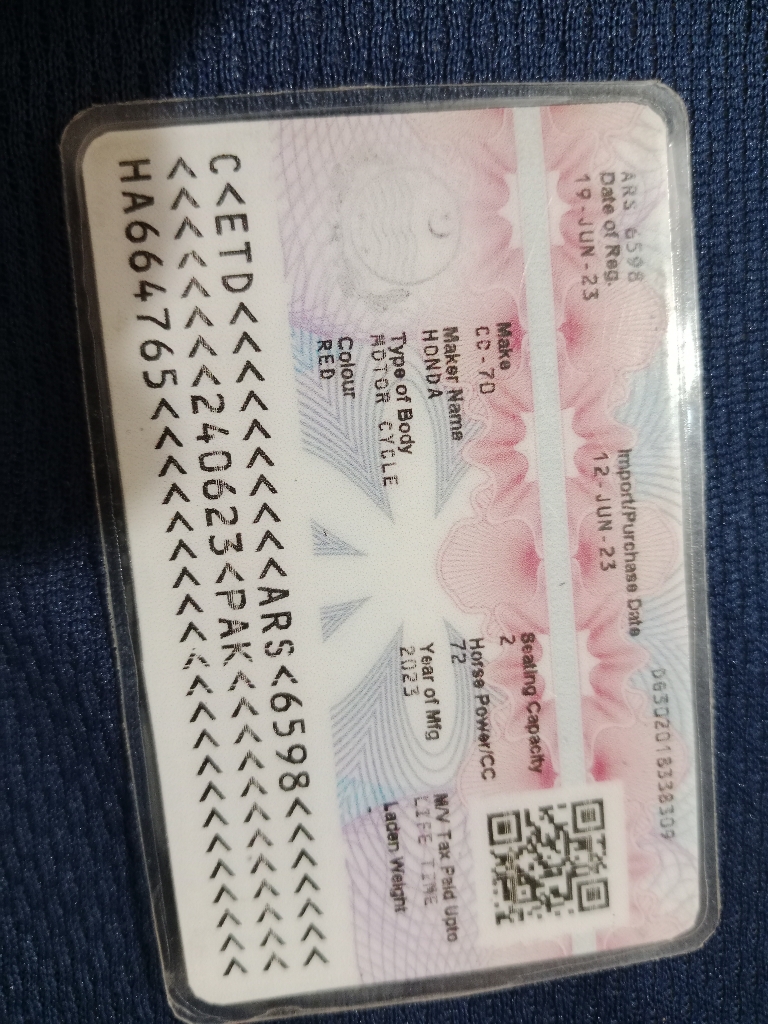 ARS 6598
D63020183383​09
Date of Reg.
19-JUN-23
Import/Purchase Date
12-JUN-23
Make
CD-70
Seating Capacity
2
Maker Name
HONDA
Horse Power/CC
72
Type of Body
MOTOR CYCLE
Year of Mfg
2023
M/V Tax Paid Upto
LIFE TIME
Colour
RED
Laden Weight
C<ETD<<<<<<<<<<<ARS<6598<<<<<<
<<<<<<<<240623<PAK<<<<<<<<<<<<
HA664765<<<<<<<<<<<<<<<<<<<<<<